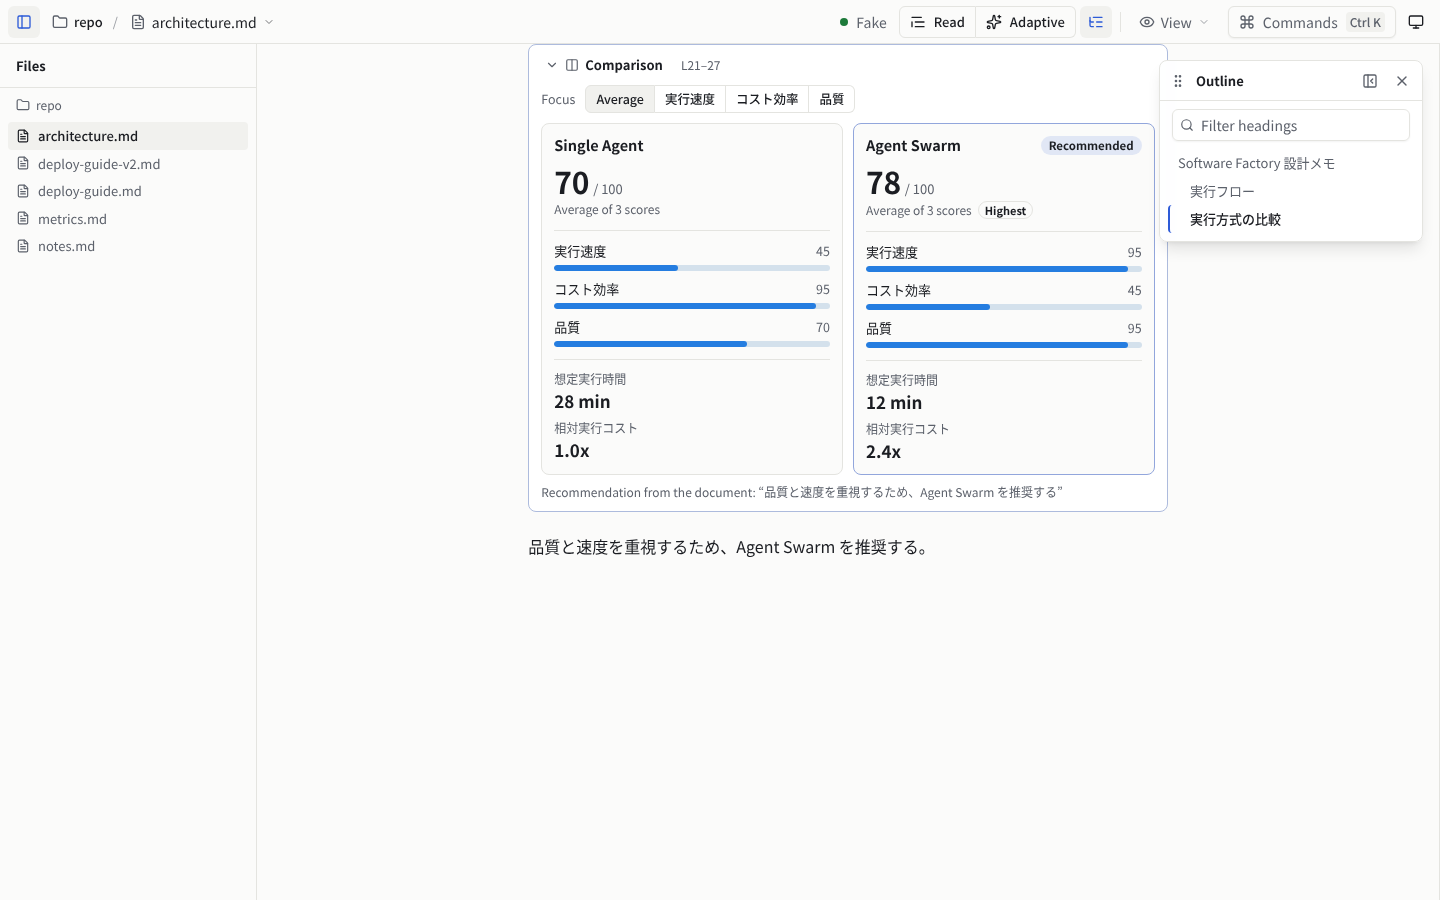 repo / architecture.md
Fake
Read
Adaptive
View
Commands Ctrl K
Files
repo
architecture.md
deploy-guide-v2.md
deploy-guide.md
metrics.md
notes.md
Comparison L21–27
Focus Average 実行速度 コスト効率 品質
Single Agent
70 / 100
Average of 3 scores
実行速度 45
コスト効率 95
品質 70
想定実行時間
28 min
相対実行コスト
1.0x
Agent Swarm Recommended
78 / 100
Average of 3 scores Highest
実行速度 95
コスト効率 45
品質 95
想定実行時間
12 min
相対実行コスト
2.4x
Recommendation from the document: “品質と速度を重視するため、Agent Swarm を推奨する”
品質と速度を重視するため、Agent Swarm を推奨する。
Outline
Filter headings
Software Factory 設計メモ
実行フロー
実行方式の比較